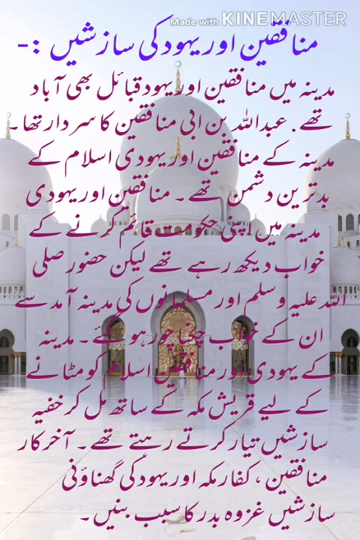 Made with KINEMASTER
منافقین اور یہود کی سازشیں :-
مدینہ میں منافقین اور یہود قبائل بھی آباد
تھے. عبداللہ بن ابی منافقین کا سردار تھا۔
مدینہ کے منافقین اور یہودی اسلام کے
بدترین دشمن تھے۔ منافقین اور یہودی
مدینہ میں اپنی حکومت قائم کرنے کے
خواب دیکھ رہے تھے لیکن حضور صلی
اللہ علیہ وسلم اور مسلمانوں کی مدینہ آمد سے
ان کے خواب چکنا چور ہو گئے۔ مدینہ
کے یہودی اور منافقین اسلام کو مٹانے
کے لیے قریش مکہ کے ساتھ مل کر خفیہ
سازشیں تیار کرتے رہتے تھے۔ آخر کار
منافقین ، کفار مکہ اور یہود کی گھناؤنی
سازشیں غزوہ بدر کا سبب بنیں۔